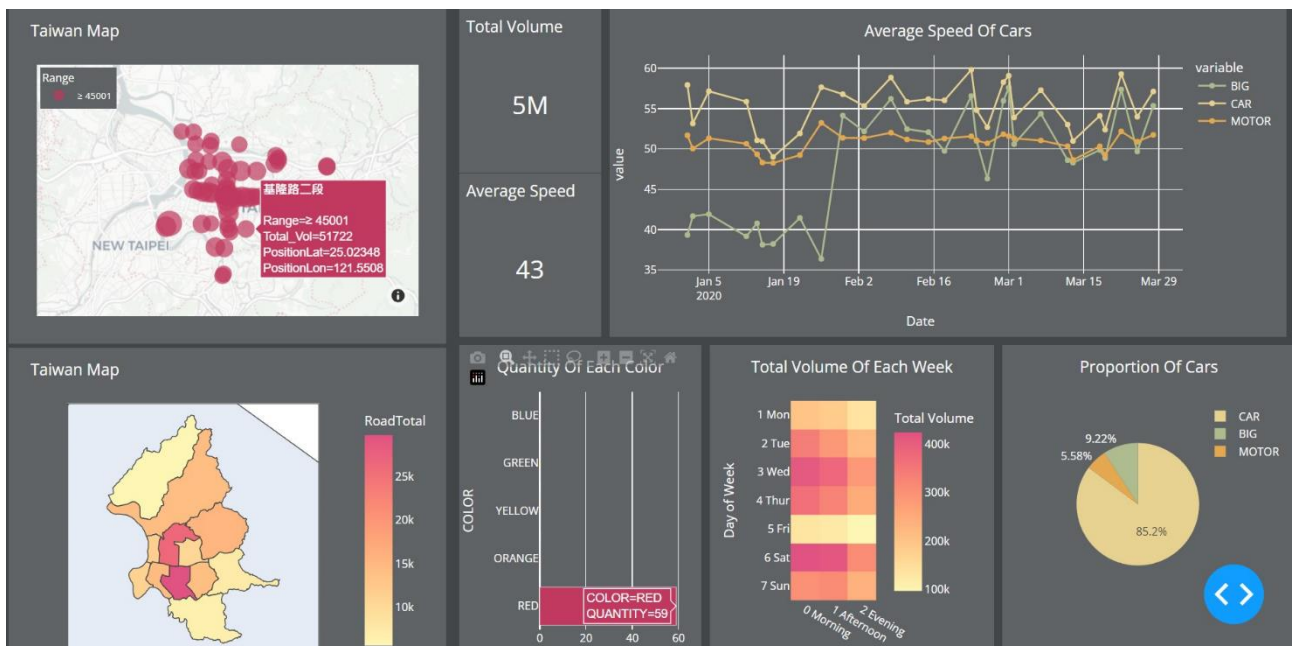 Taiwan Map
Range
≥ 45001
NEW TAIPEI
TA
基隆路二段
Range=≥ 45001
Total_Vol=51722
PositionLat=25.02348
PositionLon=121.5508
Total Volume
5M
Average Speed
43
Average Speed Of Cars
value
60
55
50
45
40
35
Jan 5
2020
Jan 19
Feb 2
Feb 16
Mar 1
Mar 15
Mar 29
Date
variable
BIG
CAR
MOTOR
Taiwan Map
RoadTotal
25k
20k
15k
10k
Quantity Of Each Color
COLOR
BLUE
GREEN
YELLOW
ORANGE
RED
COLOR=RED
QUANTITY=59
0
20
40
60
Total Volume Of Each Week
Day of Week
1 Mon
2 Tue
3 Wed
4 Thur
5 Fri
6 Sat
7 Sun
0 Morning
1 Afternoon
2 Evening
Total Volume
400k
300k
200k
100k
Proportion Of Cars
CAR
BIG
MOTOR
9.22%
5.58%
85.2%